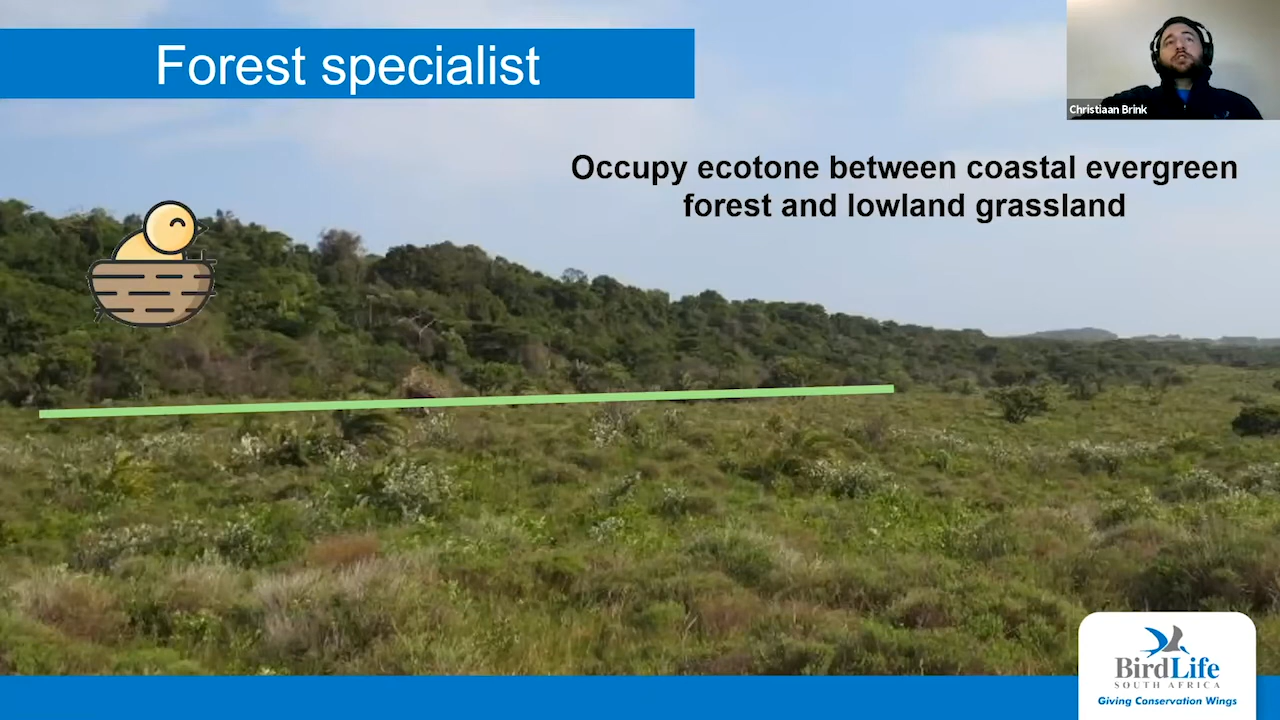 Forest specialist
Christiaan Brink
Occupy ecotone between coastal evergreen
forest and lowland grassland
BirdLife
SOUTH AFRICA
Giving Conservation Wings